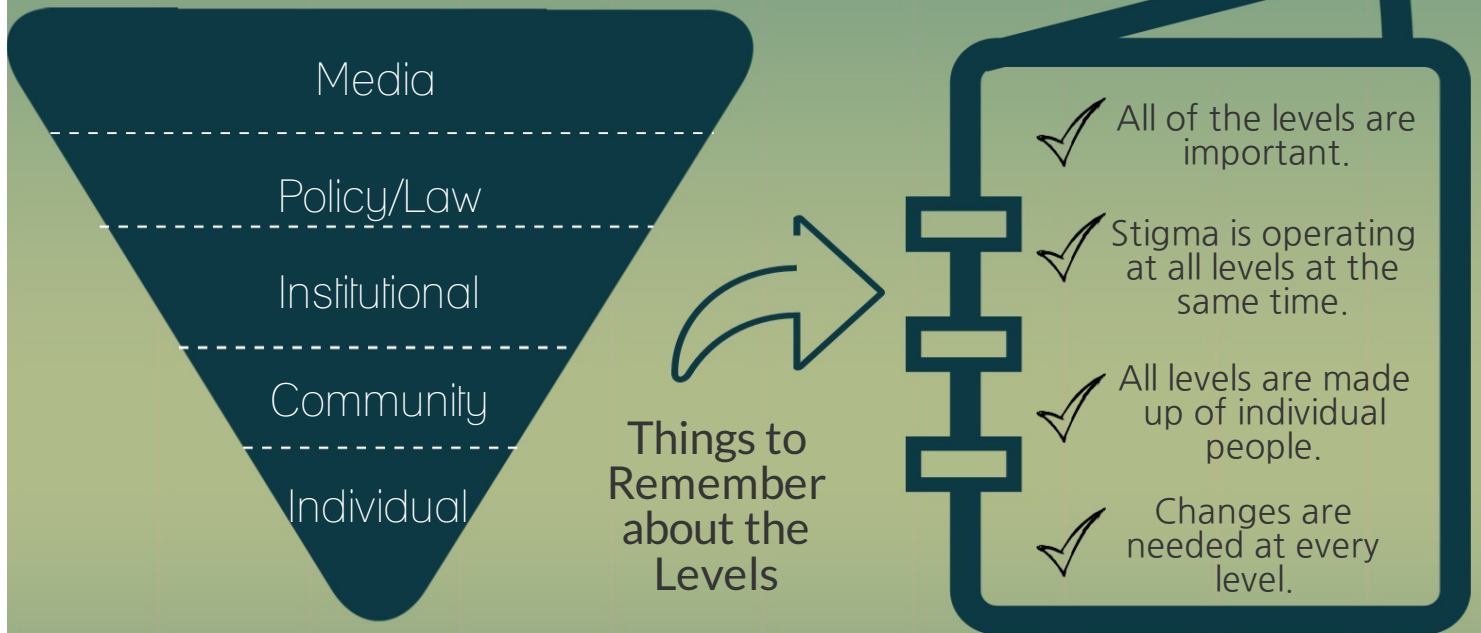 Media
Policy/Law
Institutional
Community
Individual
Things to
Remember
about the
Levels
All of the levels are
important.
Stigma is operating
at all levels at the
same time.
All levels are made
up of individual
people.
Changes are
needed at every
level.